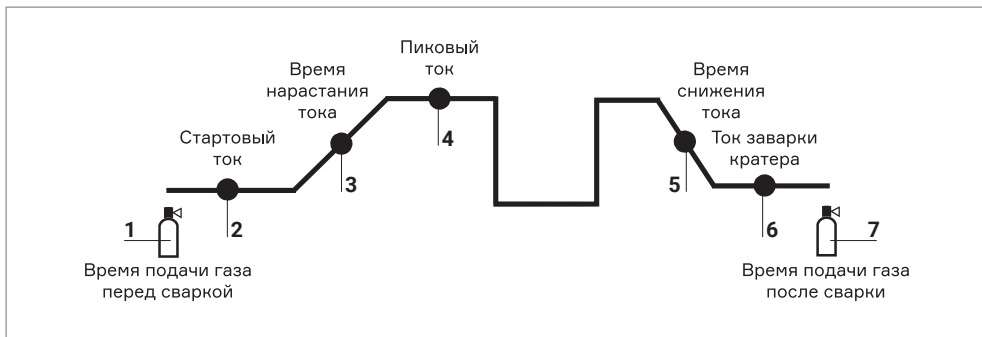 Пиковый
ток
Время
нарастания
тока
Время
снижения
тока
Стартовый
ток
Ток заварки
кратера
4
3
5
1
2
6
7
Время подачи газа
перед сваркой
Время подачи газа
после сварки